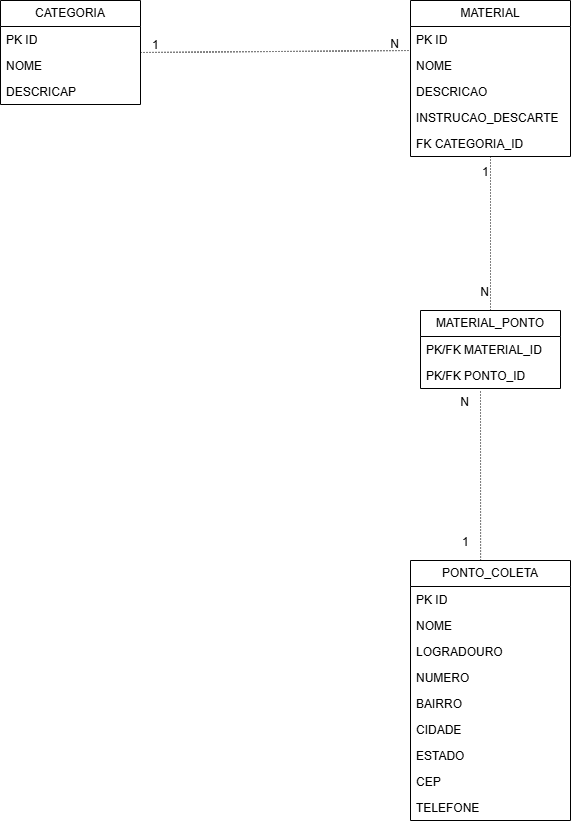 CATEGORIA
PK ID
NOME
DESCRICAP
1
N
MATERIAL
PK ID
NOME
DESCRICAO
INSTRUCAO_DESCARTE
FK CATEGORIA_ID
1
N
MATERIAL_PONTO
PK/FK MATERIAL_ID
PK/FK PONTO_ID
N
1
PONTO_COLETA
PK ID
NOME
LOGRADOURO
NUMERO
BAIRRO
CIDADE
ESTADO
CEP
TELEFONE